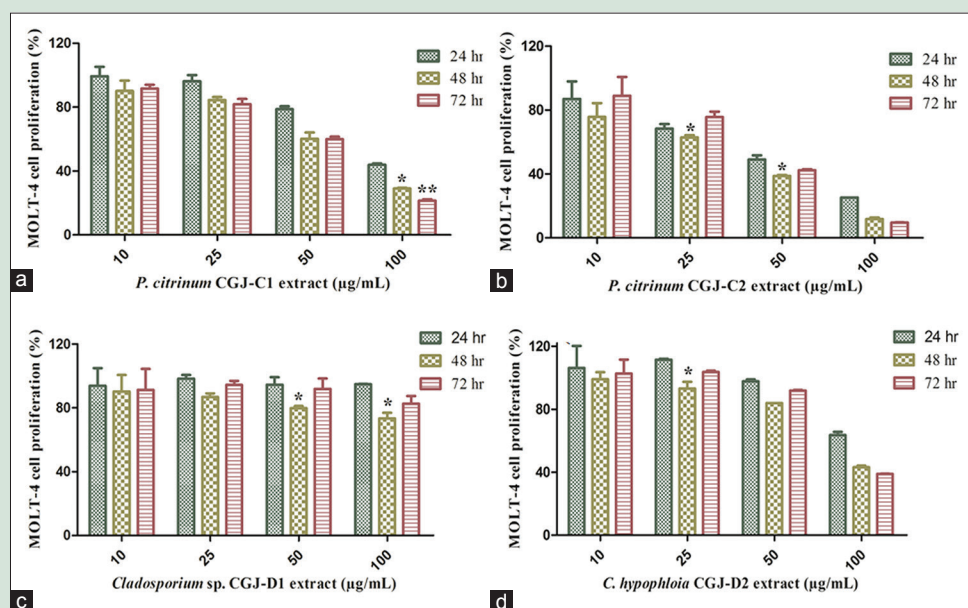 120
80
40
0
MOLT-4 cell proliferation (%)
24 hr
48 hr
72 hr
*
**
10
25
50
100
a
P. citrinum CGJ-C1 extract (µg/mL)
120
80
40
0
MOLT-4 cell proliferation (%)
24 hr
48 hr
72 hr
*
*
10
25
50
100
b
P. citrinum CGJ-C2 extract (µg/mL)
120
80
40
0
MOLT-4 cell proliferation (%)
24 hr
48 hr
72 hr
*
*
10
25
50
100
c
Cladosporium sp. CGJ-D1 extract (µg/mL)
120
80
40
0
MOLT-4 cell proliferation (%)
24 hr
48 hr
72 hr
*
10
25
50
100
d
C. hypophloia CGJ-D2 extract (µg/mL)